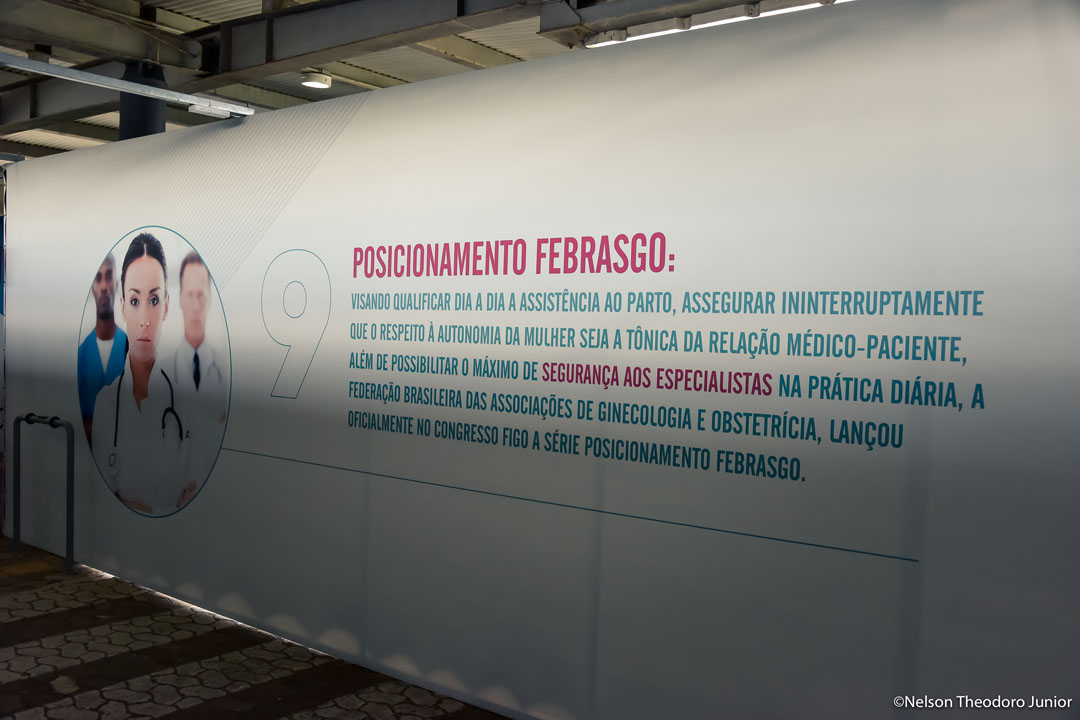 9
POSICIONAMENTO FEBRASGO:
VISANDO QUALIFICAR DIA A DIA A ASSISTÊNCIA AO PARTO, ASSEGURAR ININTERRUPTAMENTE
QUE O RESPEITO À AUTONOMIA DA MULHER SEJA A TÔNICA DA RELAÇÃO MÉDICO-PACIENTE,
ALÉM DE POSSIBILITAR O MÁXIMO DE SEGURANÇA AOS ESPECIALISTAS NA PRÁTICA DIÁRIA, A
FEDERAÇÃO BRASILEIRA DAS ASSOCIAÇÕES DE GINECOLOGIA E OBSTETRÍCIA, LANÇOU
OFICIALMENTE NO CONGRESSO FIGO A SÉRIE POSICIONAMENTO FEBRASGO.
©Nelson Theodoro Junior